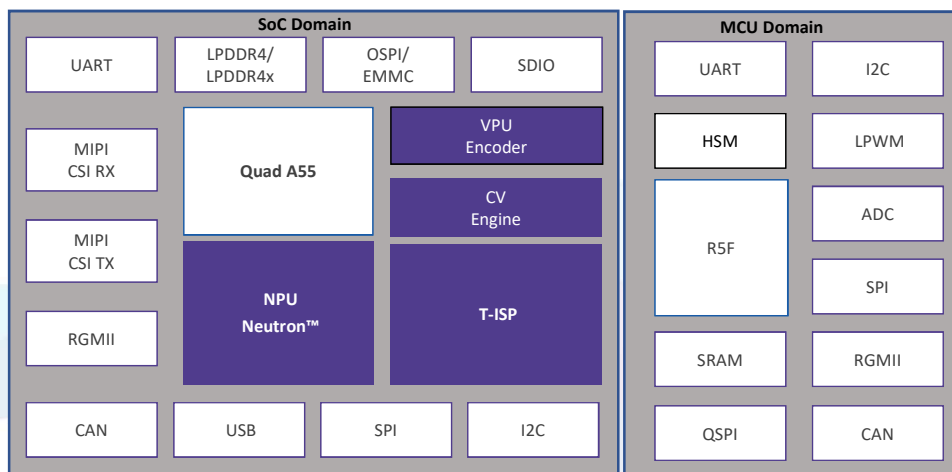 SoC Domain
UART
LPDDR4/
LPDDR4x
OSPI/
EMMC
SDIO
MIPI
CSI RX
Quad A55
VPU
Encoder
CV
Engine
MIPI
CSI TX
NPU
Neutron™
T-ISP
RGMII
CAN
USB
SPI
I2C
MCU Domain
UART
I2C
HSM
LPWM
R5F
ADC
SPI
SRAM
RGMII
QSPI
CAN